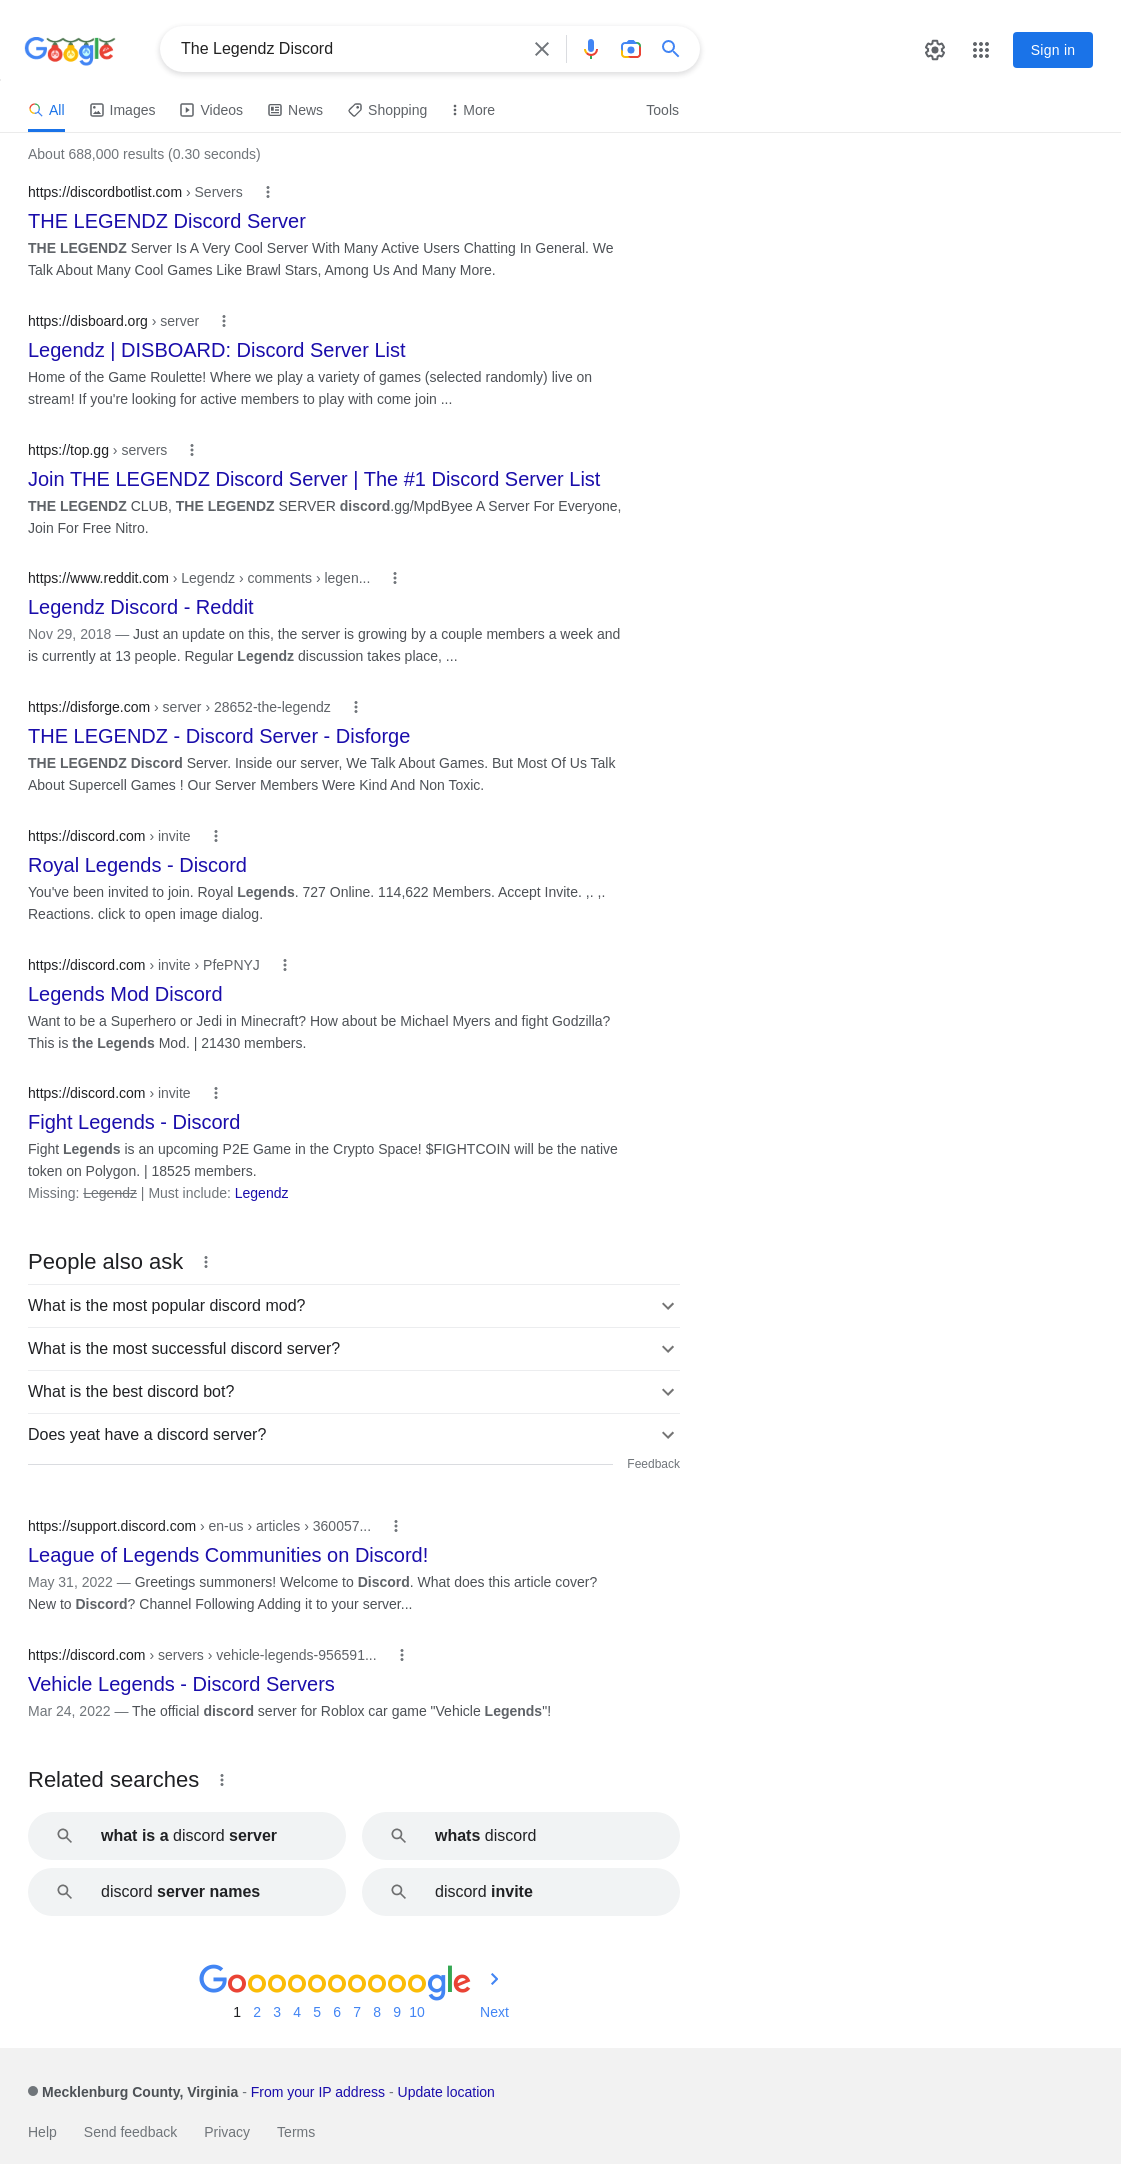 Google
The Legendz Discord
Sign in
All Images Videos News Shopping More Tools
About 688,000 results (0.30 seconds)
https://discordbotlist.com › Servers
THE LEGENDZ Discord Server
THE LEGENDZ Server Is A Very Cool Server With Many Active Users Chatting In General. We
Talk About Many Cool Games Like Brawl Stars, Among Us And Many More.
https://disboard.org › server
Legendz | DISBOARD: Discord Server List
Home of the Game Roulette! Where we play a variety of games (selected randomly) live on
stream! If you're looking for active members to play with come join ...
https://top.gg › servers
Join THE LEGENDZ Discord Server | The #1 Discord Server List
THE LEGENDZ CLUB, THE LEGENDZ SERVER discord.gg/MpdByee A Server For Everyone,
Join For Free Nitro.
https://www.reddit.com › Legendz › comments › legen...
Legendz Discord - Reddit
Nov 29, 2018 — Just an update on this, the server is growing by a couple members a week and
is currently at 13 people. Regular Legendz discussion takes place, ...
https://disforge.com › server › 28652-the-legendz
THE LEGENDZ - Discord Server - Disforge
THE LEGENDZ Discord Server. Inside our server, We Talk About Games. But Most Of Us Talk
About Supercell Games ! Our Server Members Were Kind And Non Toxic.
https://discord.com › invite
Royal Legends - Discord
You've been invited to join. Royal Legends. 727 Online. 114,622 Members. Accept Invite. ,. ,.
Reactions. click to open image dialog.
https://discord.com › invite › PfePNYJ
Legends Mod Discord
Want to be a Superhero or Jedi in Minecraft? How about be Michael Myers and fight Godzilla?
This is the Legends Mod. | 21430 members.
https://discord.com › invite
Fight Legends - Discord
Fight Legends is an upcoming P2E Game in the Crypto Space! $FIGHTCOIN will be the native
token on Polygon. | 18525 members.
Missing: Legendz | Must include: Legendz
People also ask
What is the most popular discord mod?
What is the most successful discord server?
What is the best discord bot?
Does yeat have a discord server?
Feedback
https://support.discord.com › en-us › articles › 360057...
League of Legends Communities on Discord!
May 31, 2022 — Greetings summoners! Welcome to Discord. What does this article cover?
New to Discord? Channel Following Adding it to your server...
https://discord.com › servers › vehicle-legends-956591...
Vehicle Legends - Discord Servers
Mar 24, 2022 — The official discord server for Roblox car game "Vehicle Legends"!
Related searches
what is a discord server
whats discord
discord server names
discord invite
Goooooooooogle
1 2 3 4 5 6 7 8 9 10 Next
Mecklenburg County, Virginia - From your IP address - Update location
Help Send feedback Privacy Terms